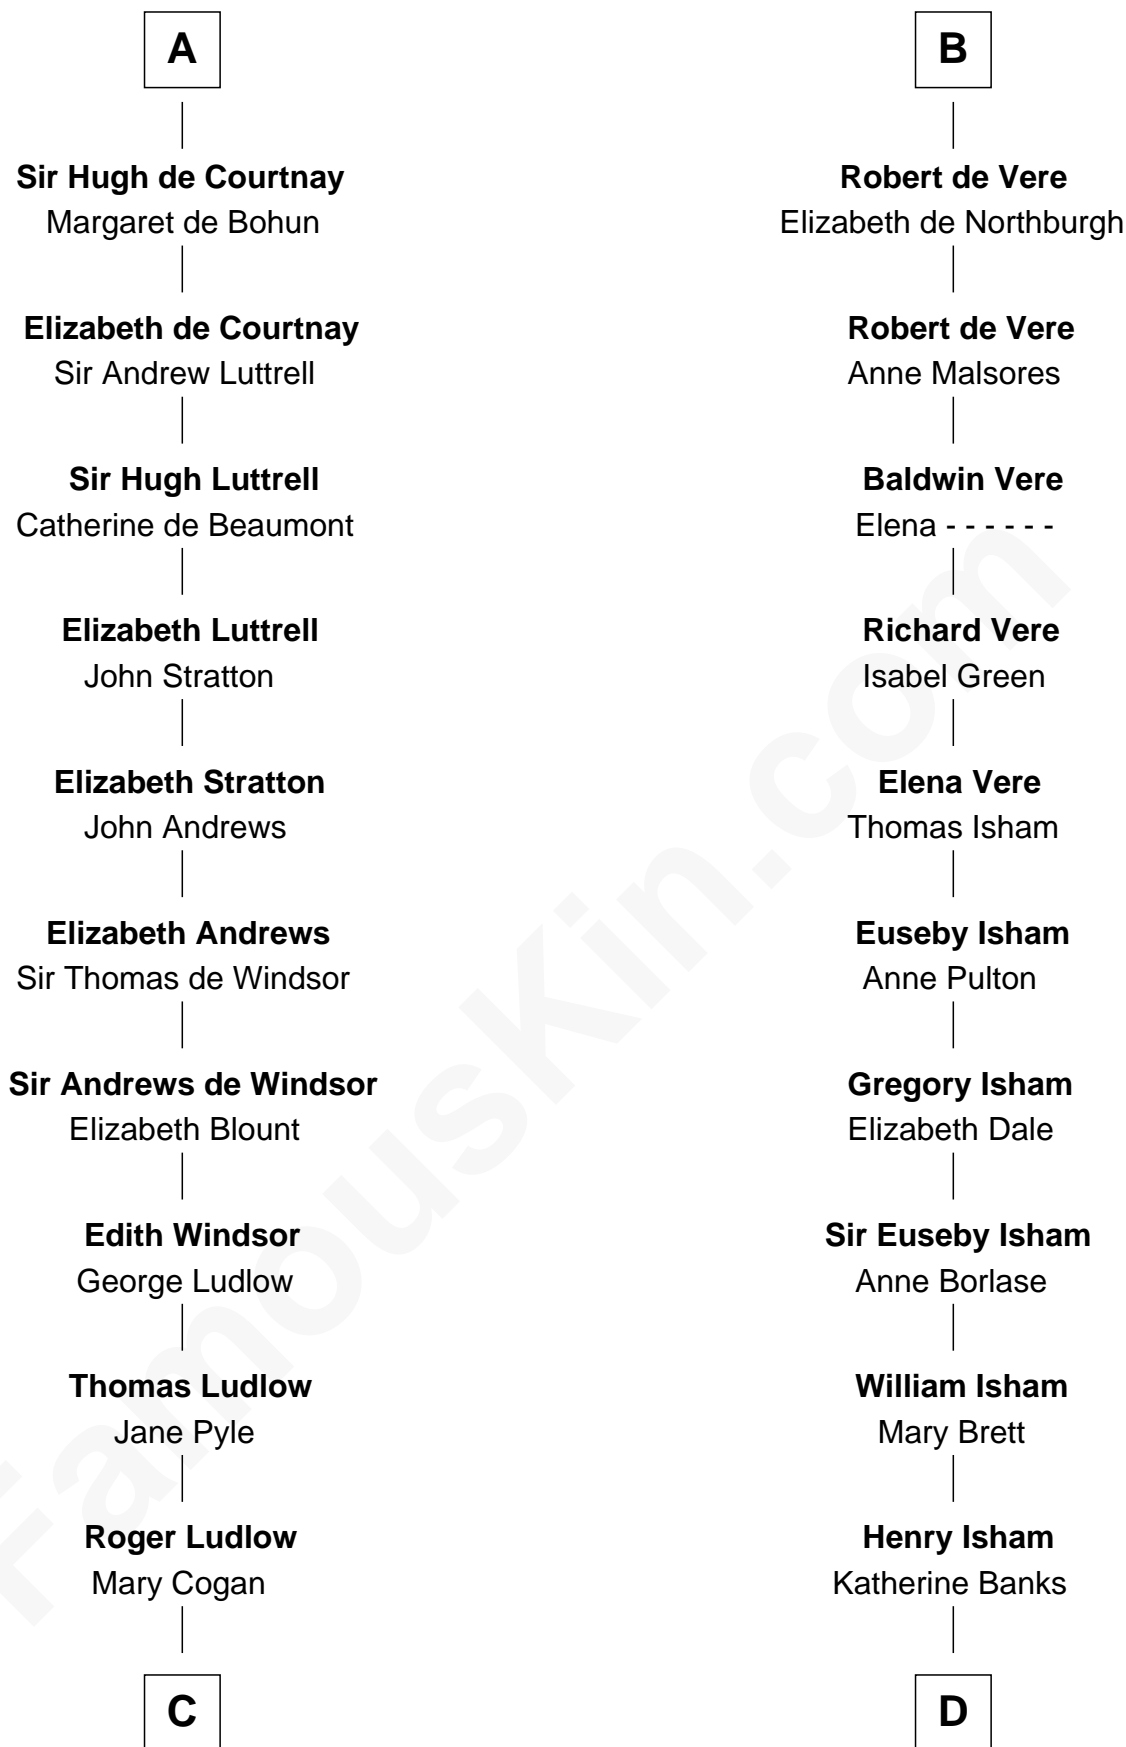 A
Sir Hugh de Courtnay
Margaret de Bohun
Elizabeth de Courtnay
Sir Andrew Luttrell
Sir Hugh Luttrell
Catherine de Beaumont
Elizabeth Luttrell
John Stratton
Elizabeth Stratton
John Andrews
Elizabeth Andrews
Sir Thomas de Windsor
Sir Andrews de Windsor
Elizabeth Blount
Edith Windsor
George Ludlow
Thomas Ludlow
Jane Pyle
Roger Ludlow
Mary Cogan
C
B
Robert de Vere
Elizabeth de Northburgh
Robert de Vere
Anne Malsores
Baldwin Vere
Elena - - - - - -
Richard Vere
Isabel Green
Elena Vere
Thomas Isham
Euseby Isham
Anne Pulton
Gregory Isham
Elizabeth Dale
Sir Euseby Isham
Anne Borlase
William Isham
Mary Brett
Henry Isham
Katherine Banks
D
FamousKin.com